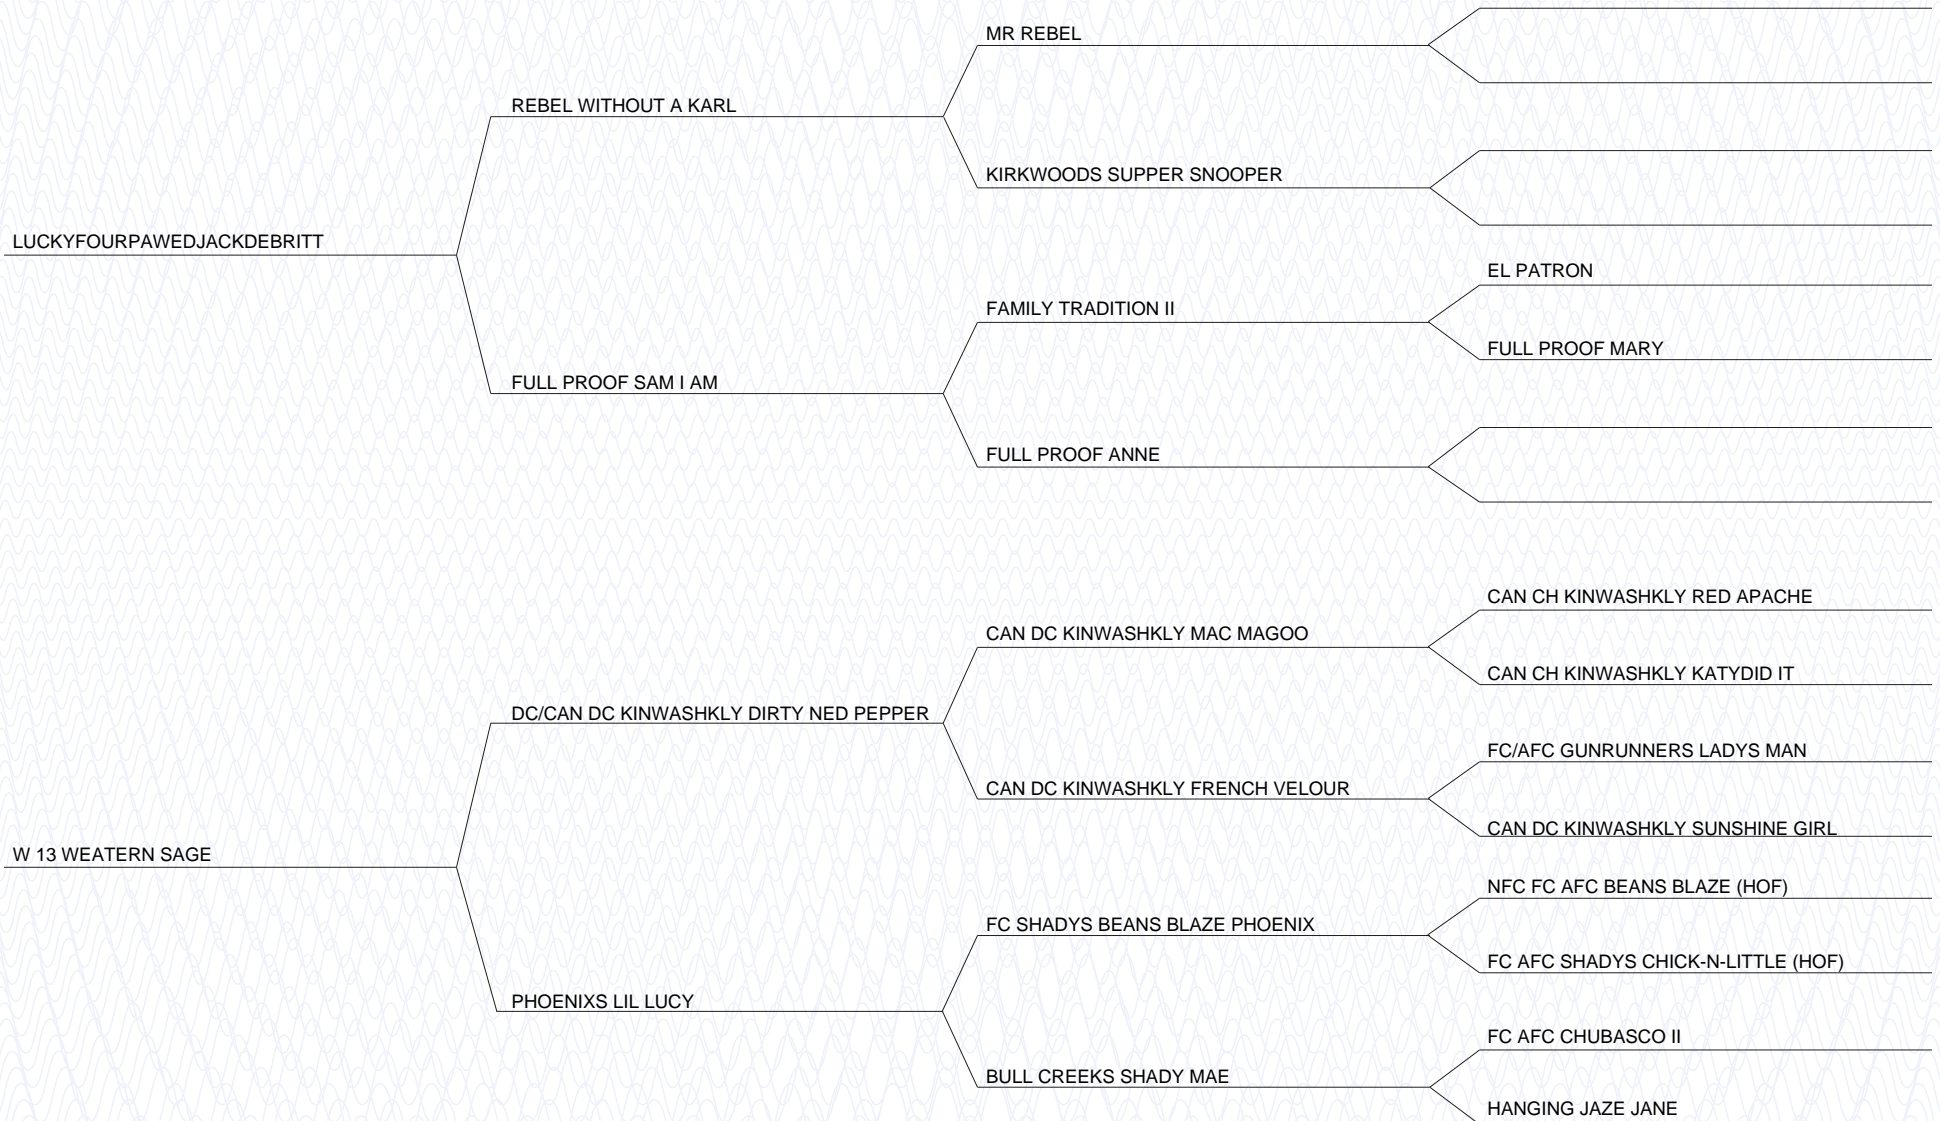 MR REBEL
REBEL WITHOUT A KARL
KIRKWOODS SUPPER SNOOPER
LUCKYFOURPAWEDJACKDEBRITT
EL PATRON
FAMILY TRADITION II
FULL PROOF MARY
FULL PROOF SAM I AM
FULL PROOF ANNE
CAN CH KINWASHKLY RED APACHE
CAN DC KINWASHKLY MAC MAGOO
CAN CH KINWASHKLY KATYDID IT
DC/CAN DC KINWASHKLY DIRTY NED PEPPER
FC/AFC GUNRUNNERS LADYS MAN
CAN DC KINWASHKLY FRENCH VELOUR
CAN DC KINWASHKLY SUNSHINE GIRL
W 13 WEATERN SAGE
NFC FC AFC BEANS BLAZE (HOF)
FC SHADYS BEANS BLAZE PHOENIX
FC AFC SHADYS CHICK-N-LITTLE (HOF)
PHOENIXS LIL LUCY
FC AFC CHUBASCO II
BULL CREEKS SHADY MAE
HANGING JAZE JANE